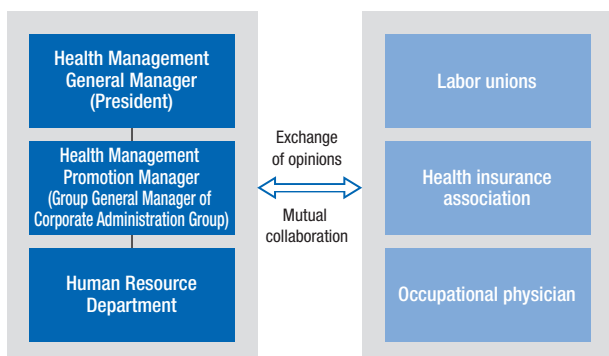 Health Management
General Manager
(President)
Health Management
Promotion Manager
(Group General Manager of
Corporate Administration Group)
Human Resource
Department
Exchange
of opinions
Mutual
collaboration
Labor unions
Health insurance
association
Occupational physician